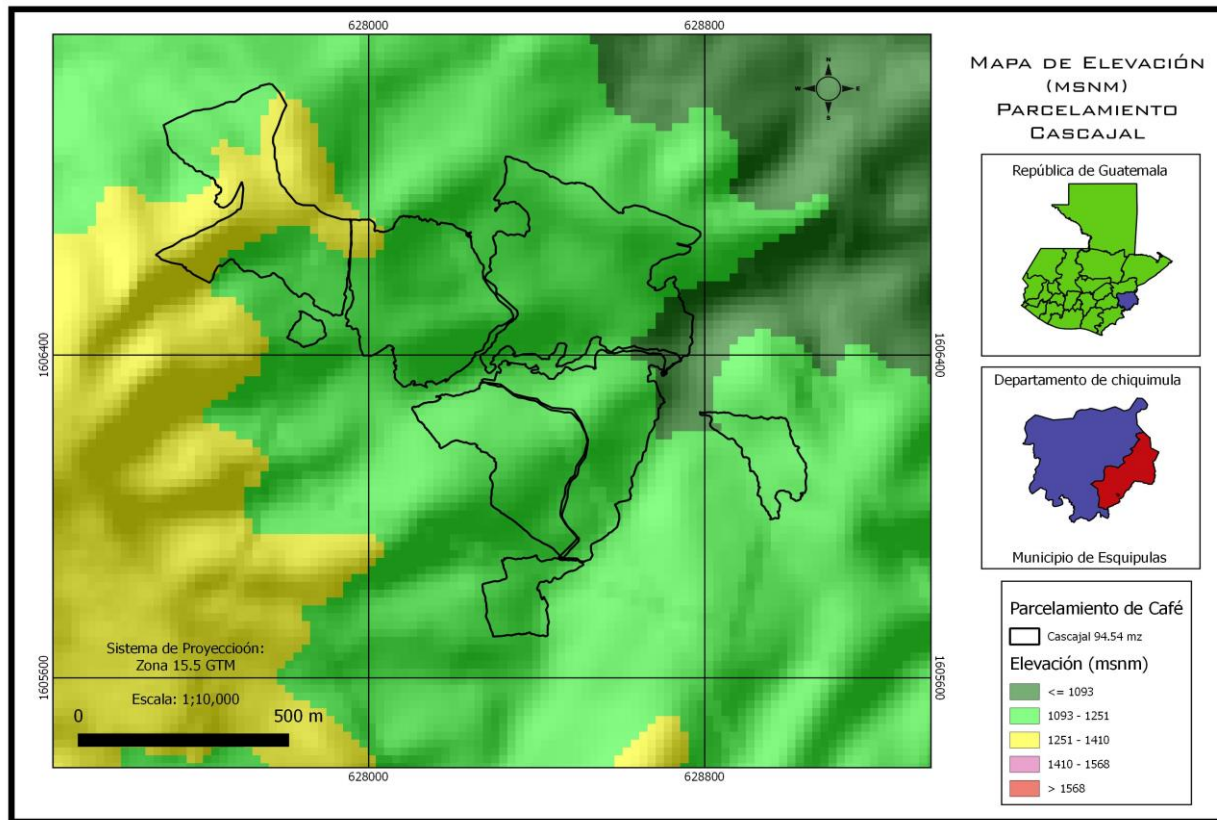 628000
628800
1606400
1605600
N
W
E
S
1606400
1605600
628000
628800
Sistema de Proyeccioón:
Zona 15.5 GTM
Escala: 1;10,000
0
500 m
MAPA DE ELEVACIÓN
(MSNM)
PARCELAMIENTO
CASCAJAL
República de Guatemala
Departamento de chiquimula
Municipio de Esquipulas
Parcelamiento de Café
Cascajal 94.54 mz
Elevación (msnm)
<= 1093
1093 - 1251
1251 - 1410
1410 - 1568
> 1568